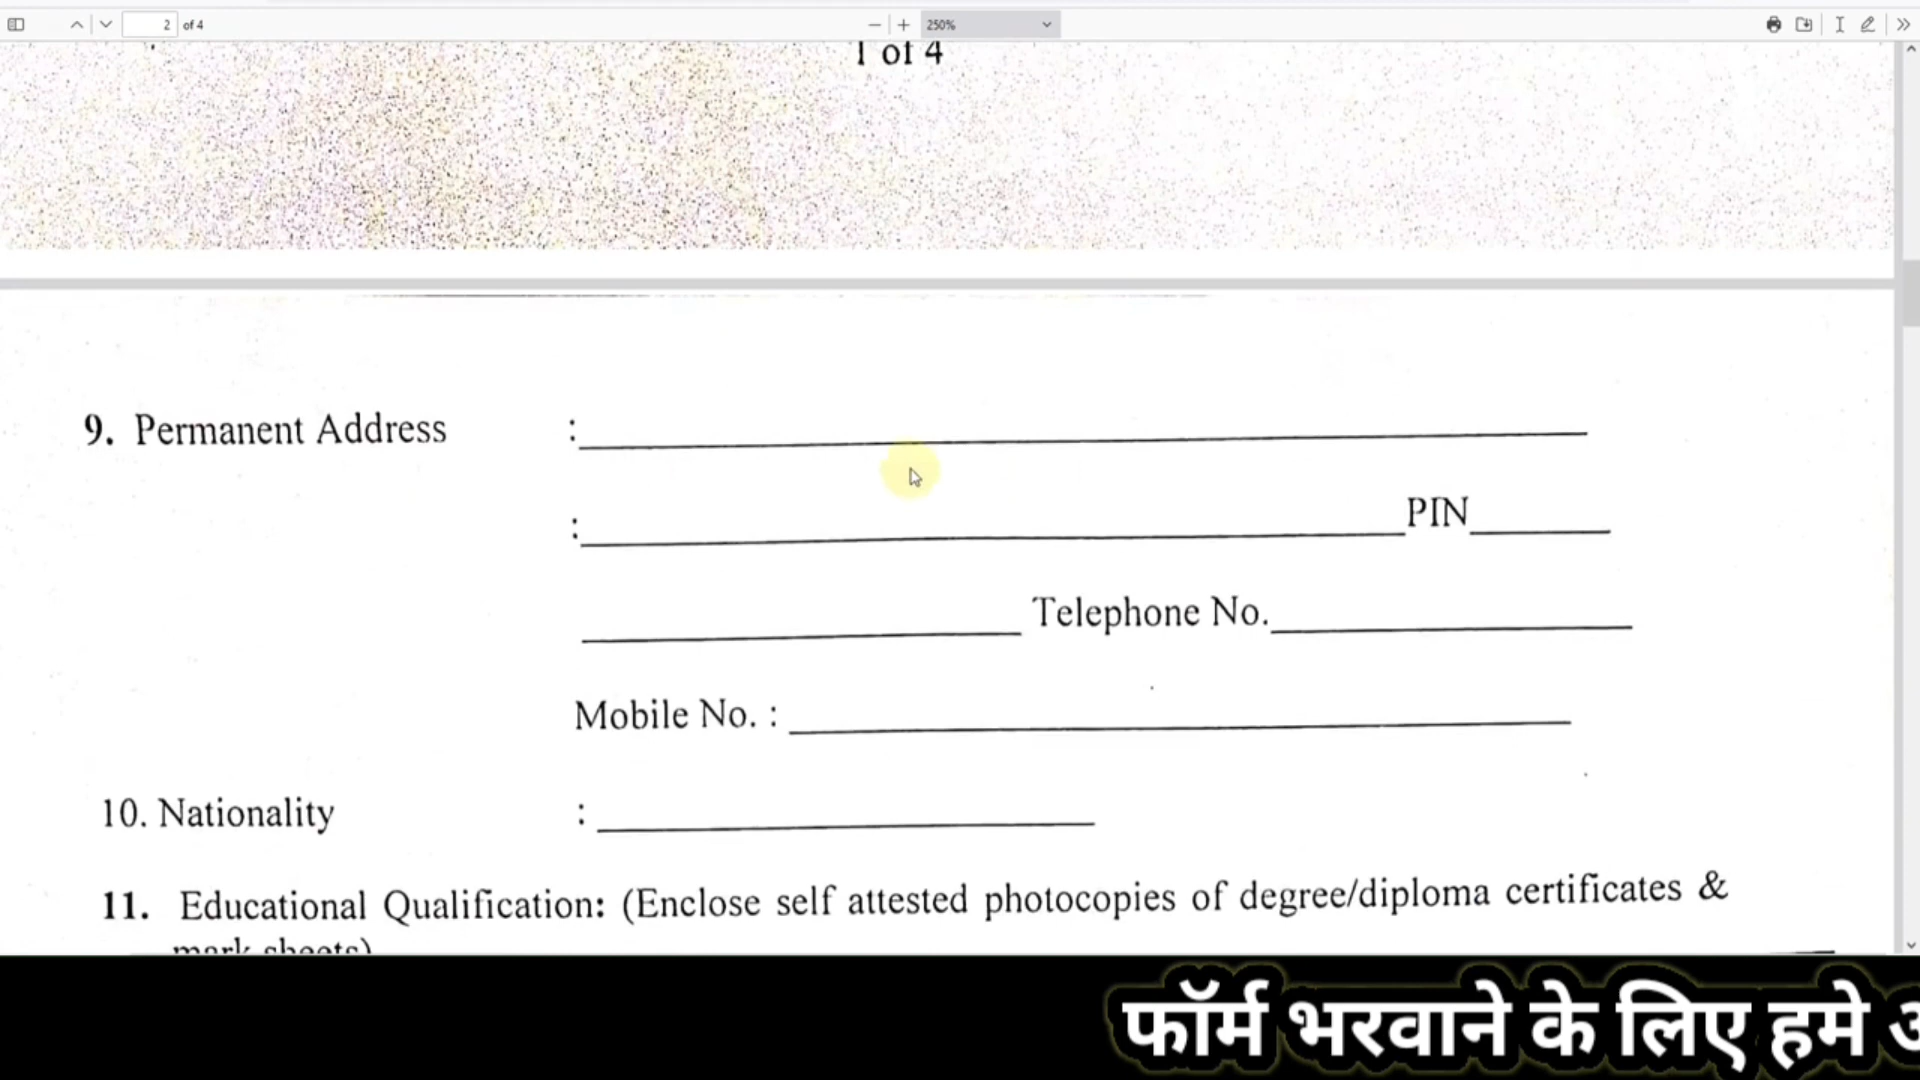 2 of 4
250%
1 of 4
9. Permanent Address :
: PIN
Telephone No.
Mobile No. :
10. Nationality :
11. Educational Qualification: (Enclose self attested photocopies of degree/diploma certificates &
mark sheets)
फॉर्म भरवाने के लिए हमे